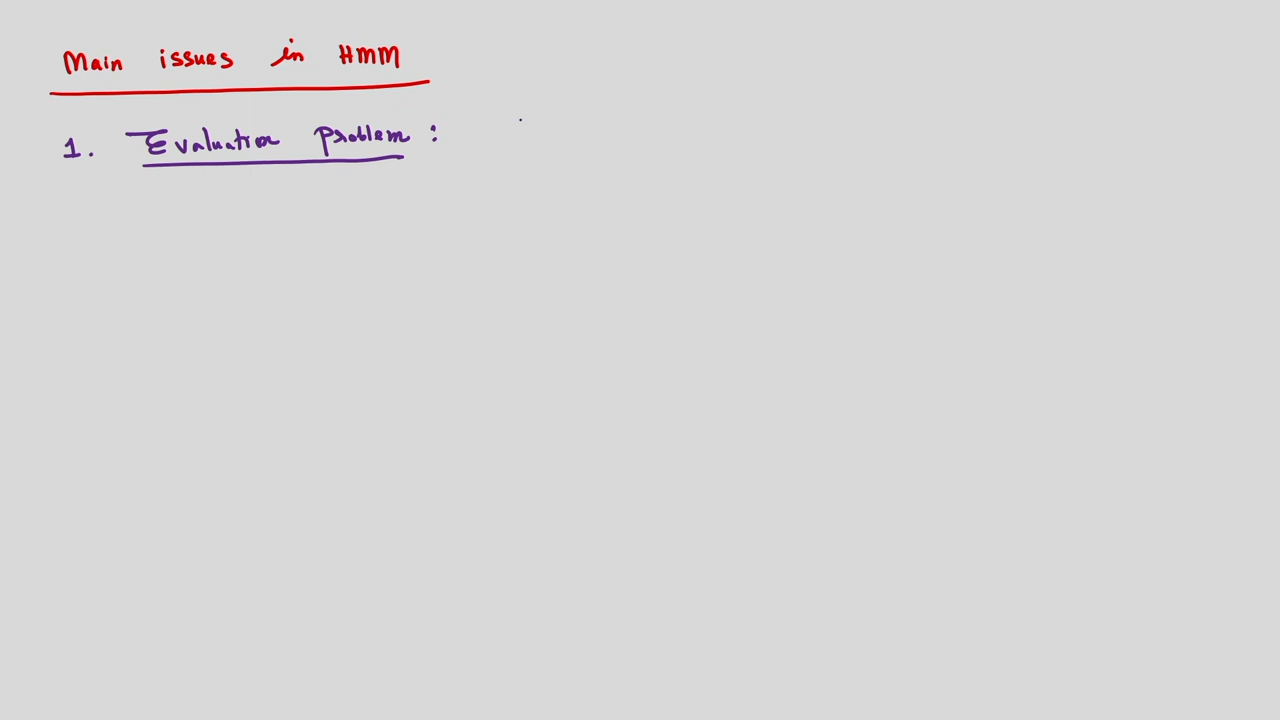 Main issues in HMM
1. Evaluation Problem :